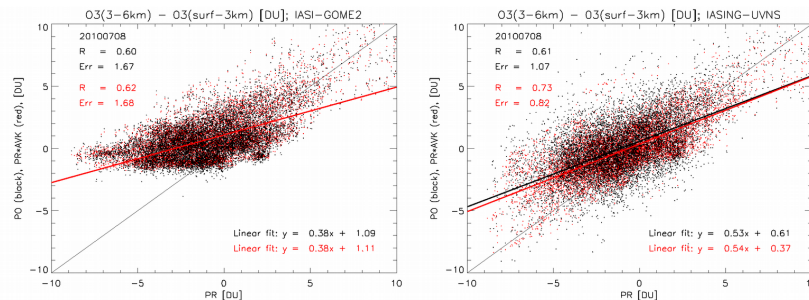 O3(3-6km) - O3(surf-3km) [DU]; IASI-GOME2
20100708
R = 0.60
Err = 1.67
R = 0.62
Err = 1.68
PO (black), PR*AVK (red), [DU]
10
5
0
-5
-10
Linear fit: y = 0.38x + 1.09
Linear fit: y = 0.38x + 1.11
-10 -5 0 5 10
PR [DU]
O3(3-6km) - O3(surf-3km) [DU]; IASING-UVNS
20100708
R = 0.61
Err = 1.07
R = 0.73
Err = 0.82
PO (black), PR*AVK (red), [DU]
10
5
0
-5
-10
Linear fit: y = 0.53x + 0.61
Linear fit: y = 0.54x + 0.37
-10 -5 0 5 10
PR [DU]